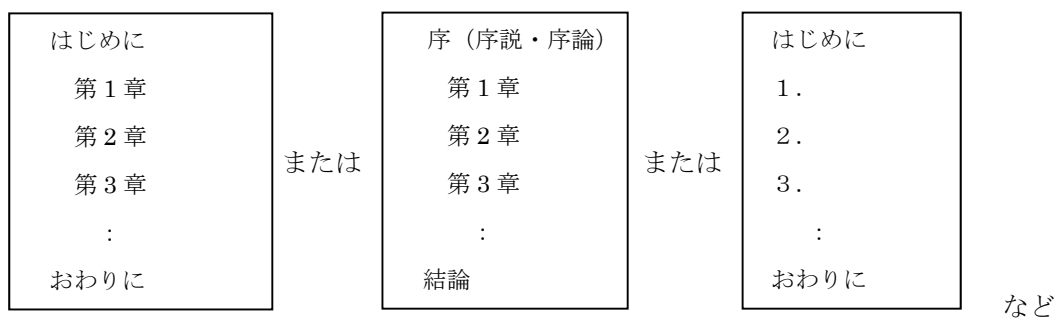 はじめに
第1章
第2章
第3章
:
おわりに
または
序（序説・序論）
第1章
第2章
第3章
:
結論
または
はじめに
１.
２.
３.
:
おわりに
など